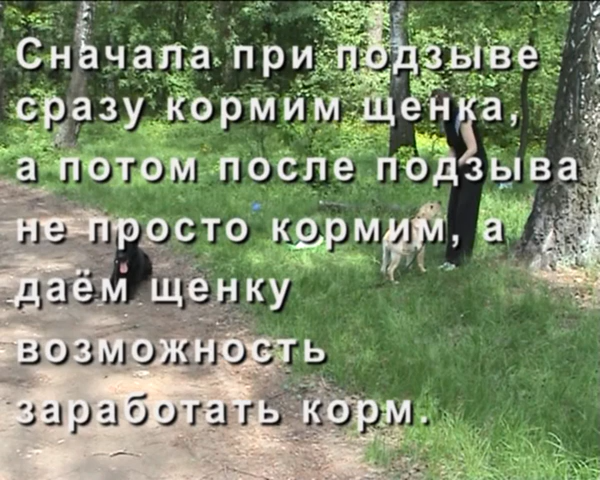 Сначала при подзыве
сразу кормим щенка,
а потом после подзыва
не просто кормим, а
даём щенку
возможность
заработать корм.